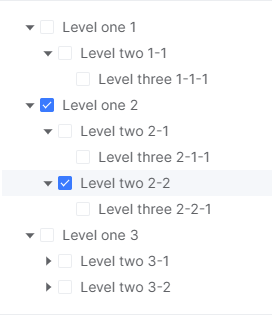 Level one 1
Level two 1-1
Level three 1-1-1
Level one 2
Level two 2-1
Level three 2-1-1
Level two 2-2
Level three 2-2-1
Level one 3
Level two 3-1
Level two 3-2